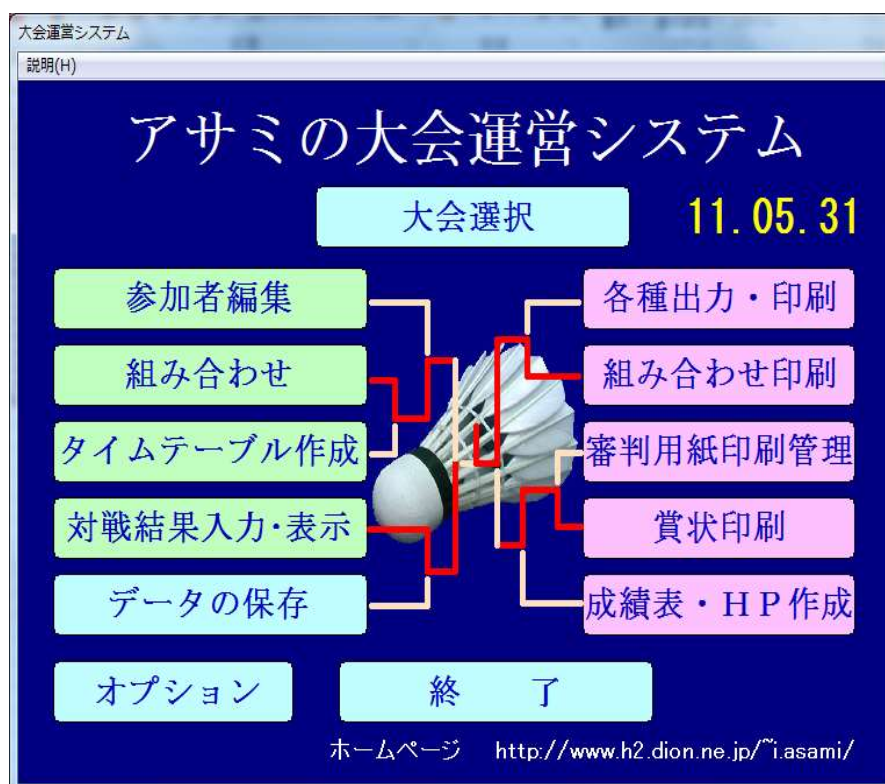 大会運営システム
説明(H)
アサミの大会運営システム
大会選択
11.05.31
参加者編集
各種出力・印刷
組み合わせ
組み合わせ印刷
タイムテーブル作成
審判用紙印刷管理
対戦結果入力・表示
賞状印刷
データの保存
成績表・HP作成
オプション
終　了
ホームページ　http://www.h2.dion.ne.jp/~i.asami/